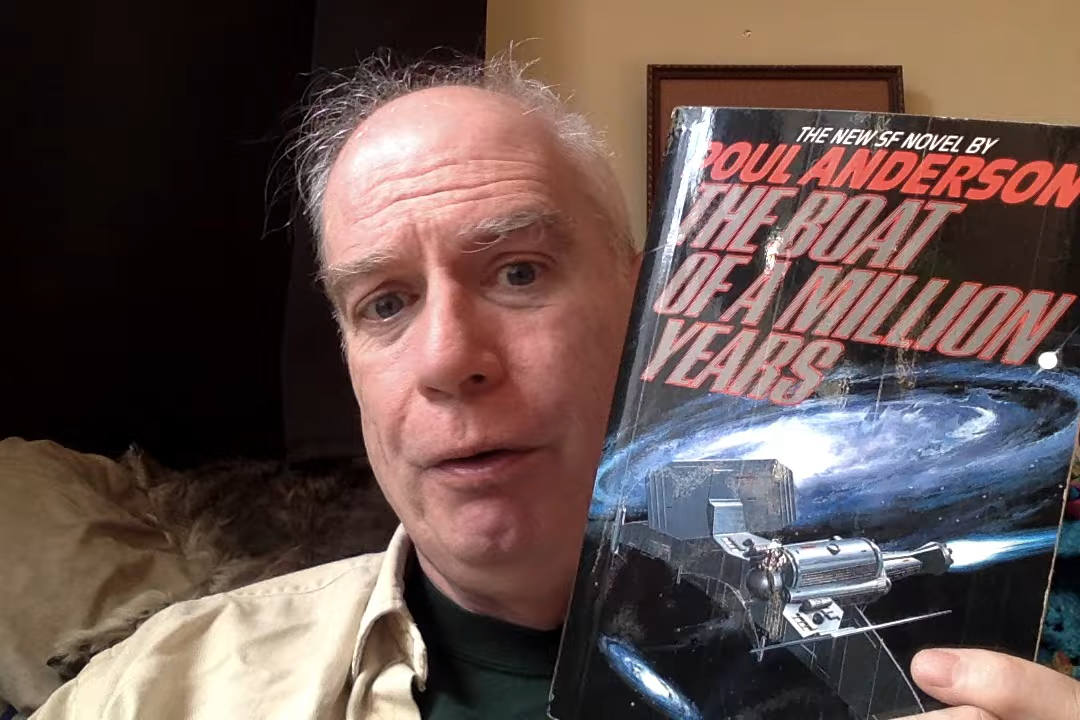 THE NEW SF NOVEL BY
POUL ANDERSON
THE BOAT
OF A MILLION
YEARS